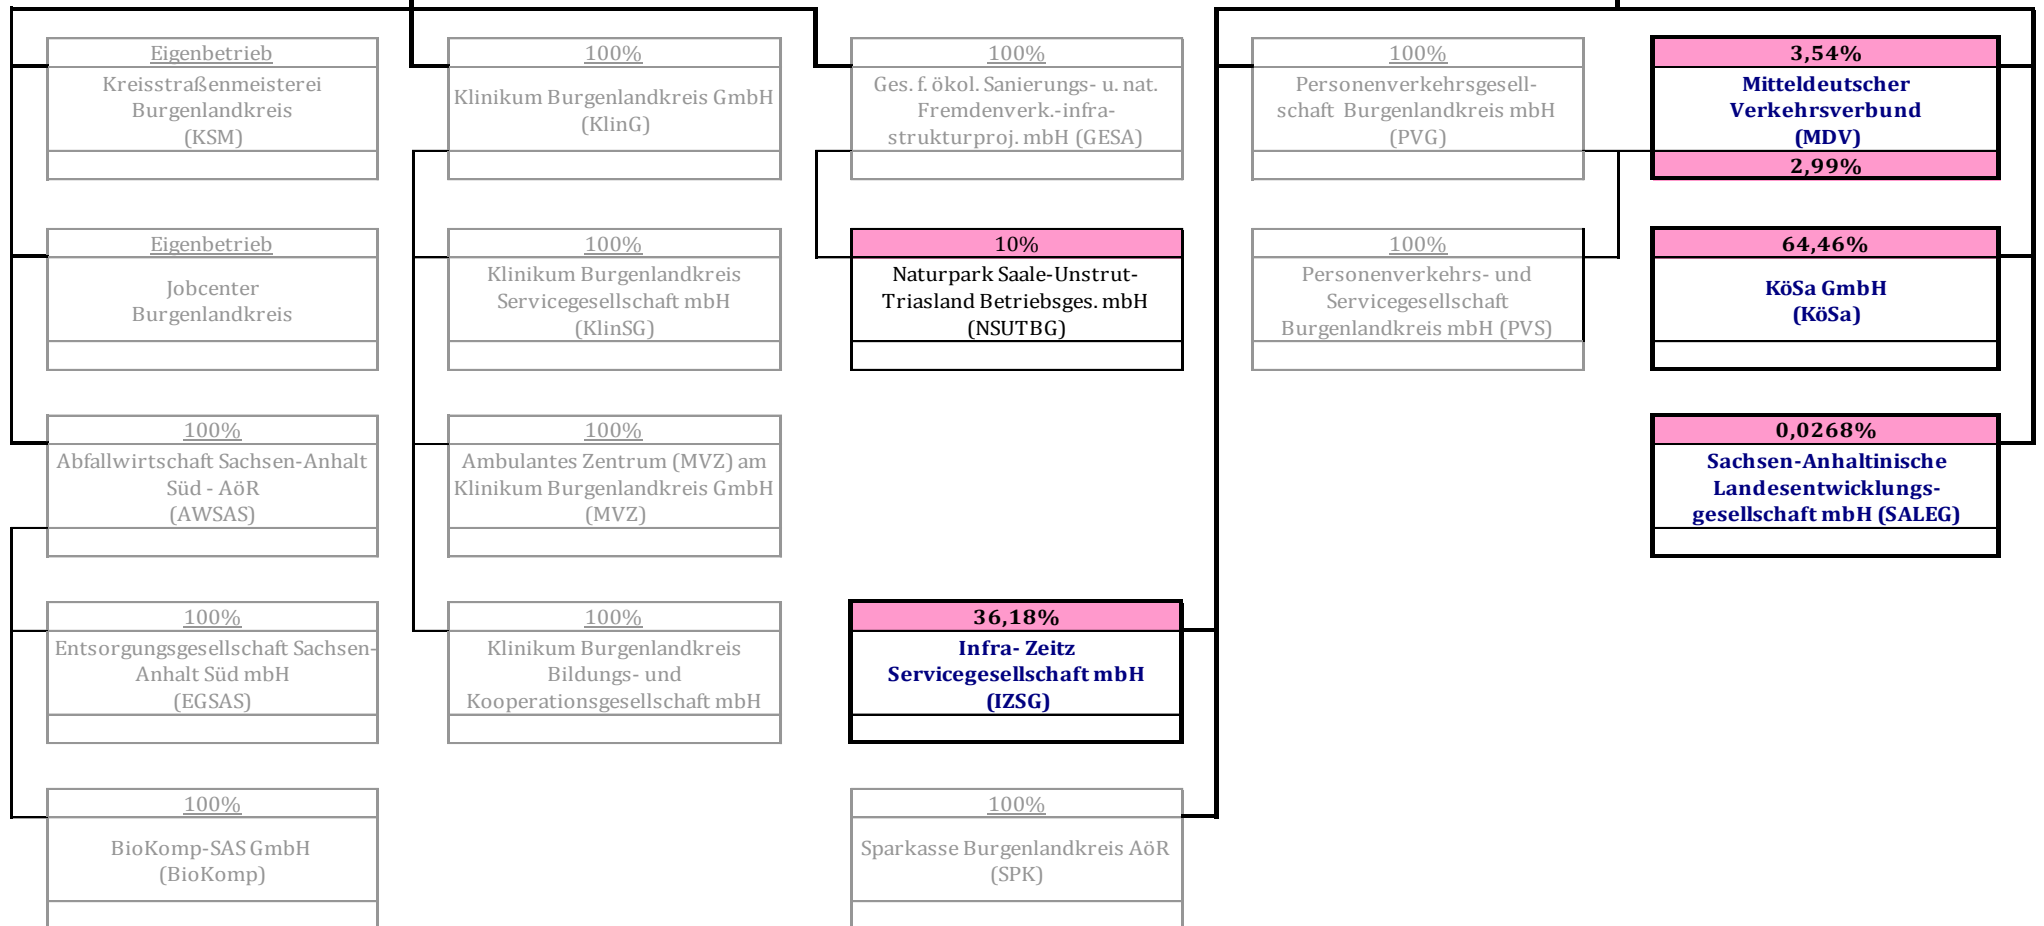 Eigenbetrieb
Kreisstraßenmeisterei
Burgenlandkreis
(KSM)
100%
Klinikum Burgenlandkreis GmbH
(KlinG)
100%
Ges. f. ökol. Sanierungs- u. nat.
Fremdenverk.-infra-
strukturproj. mbH (GESA)
100%
Personenverkehrsgesell-
schaft Burgenlandkreis mbH
(PVG)
3,54%
Mitteldeutscher
Verkehrsverbund
(MDV)
2,99%
Eigenbetrieb
Jobcenter
Burgenlandkreis
100%
Klinikum Burgenlandkreis
Servicegesellschaft mbH
(KlinSG)
10%
Naturpark Saale-Unstrut-
Triasland Betriebsges. mbH
(NSUTBG)
100%
Personenverkehrs- und
Servicegesellschaft
Burgenlandkreis mbH (PVS)
64,46%
KöSa GmbH
(KöSa)
100%
Abfallwirtschaft Sachsen-Anhalt
Süd - AöR
(AWSAS)
100%
Ambulantes Zentrum (MVZ) am
Klinikum Burgenlandkreis GmbH
(MVZ)
0,0268%
Sachsen-Anhaltinische
Landesentwicklungs-
gesellschaft mbH (SALEG)
100%
Entsorgungsgesellschaft Sachsen-
Anhalt Süd mbH
(EGSAS)
100%
Klinikum Burgenlandkreis
Bildungs- und
Kooperationsgesellschaft mbH
36,18%
Infra- Zeitz
Servicegesellschaft mbH
(IZSG)
100%
BioKomp-SAS GmbH
(BioKomp)
100%
Sparkasse Burgenlandkreis AöR
(SPK)